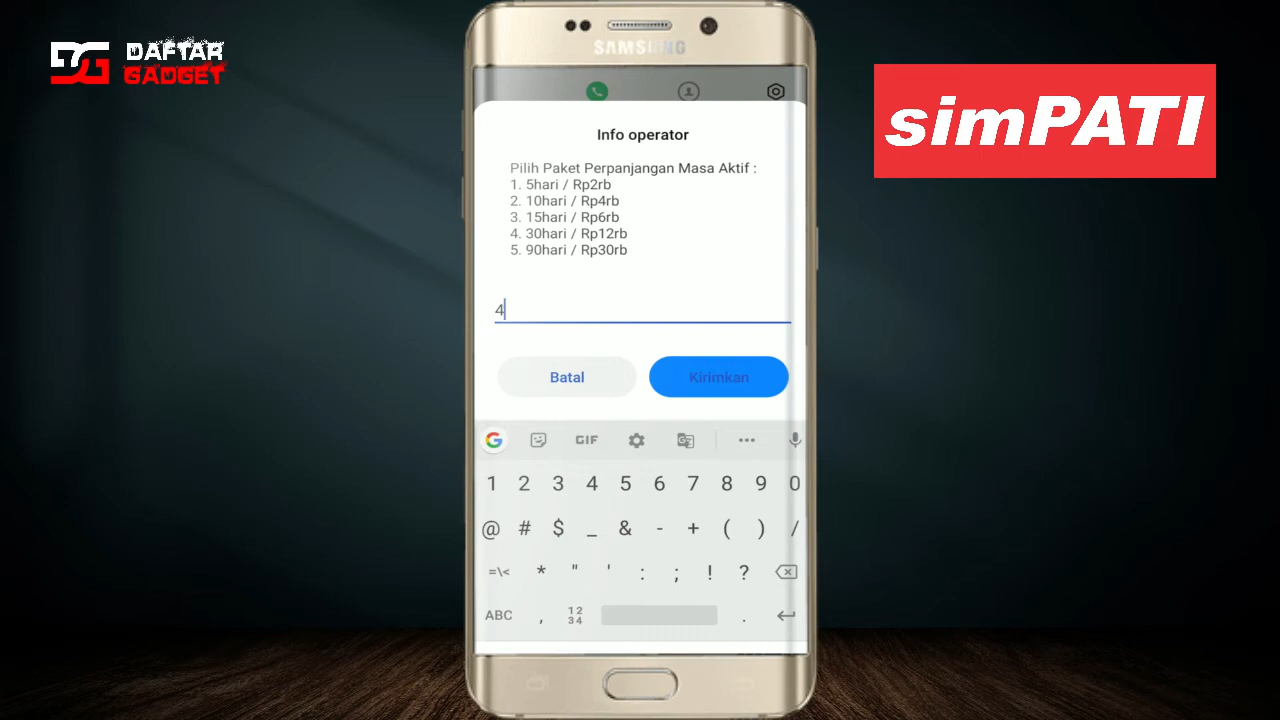 DAFTAR
GADGET
simPATI
SAMSUNG
Info operator
Pilih Paket Perpanjangan Masa Aktif :
1. 5hari / Rp2rb
2. 10hari / Rp4rb
3. 15hari / Rp6rb
4. 30hari / Rp12rb
5. 90hari / Rp30rb
4
Batal
Kirimkan
GIF
1 2 3 4 5 6 7 8 9 0
@ # $ _ & - + ( ) /
=\< * " ' : ; ! ?
ABC , 12 34 .